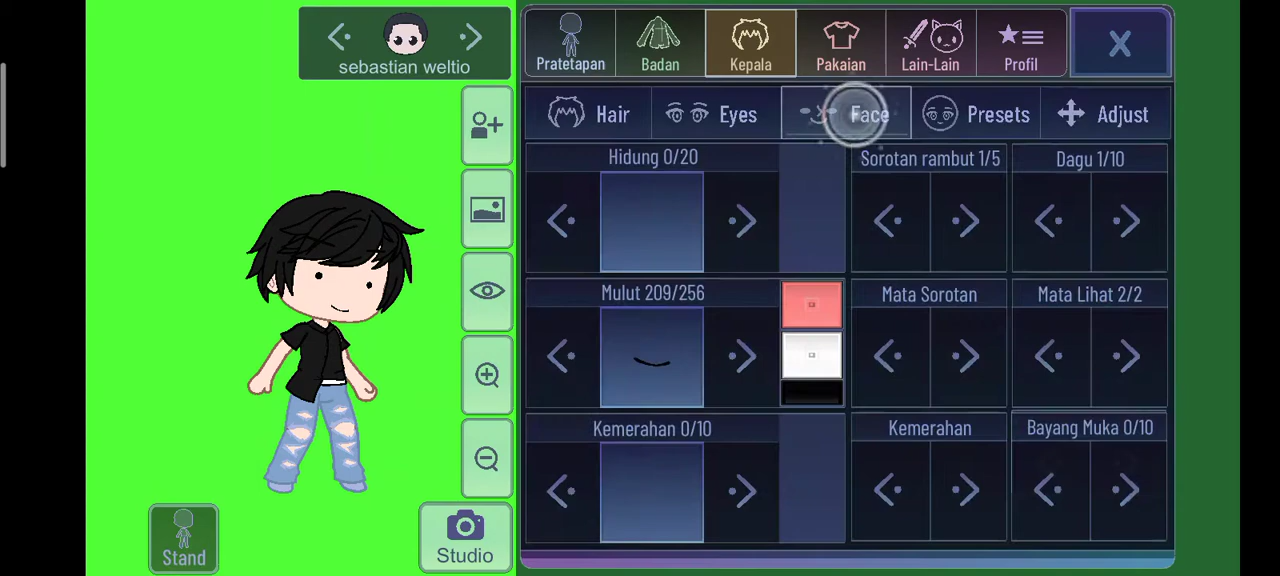 sebastian weltio
Pratetapan
Badan
Kepala
Pakaian
Lain-Lain
Profil
X
Hair
Eyes
Face
Presets
Adjust
Hidung 0/20
Sorotan rambut 1/5
Dagu 1/10
Mulut 209/256
Mata Sorotan
Mata Lihat 2/2
Kemerahan 0/10
Kemerahan
Bayang Muka 0/10
Stand
Studio